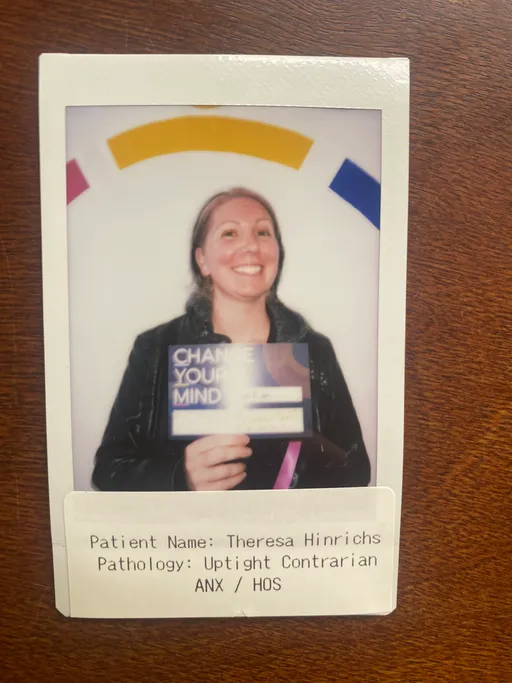 CHANGE
YOUR
MIND
Patient Name: Theresa Hinrichs
Pathology: Uptight Contrarian
ANX / HOS